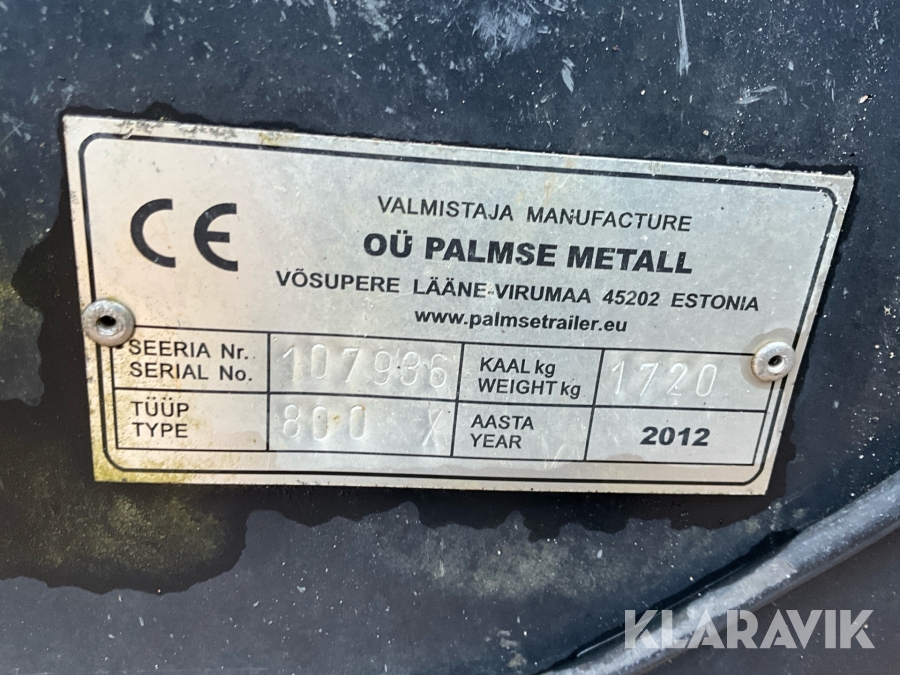 CE
VALMISTAJA MANUFACTURE
OÜ PALMSE METALL
VÕSUPERE LÄÄNE-VIRUMAA 45202 ESTONIA
www.palmsetrailer.eu
SEERIA Nr. 107936 KAAL kg 1720
SERIAL No. WEIGHT kg
TÜÜP 800 X AASTA 2012
TYPE YEAR
KLARAVIK